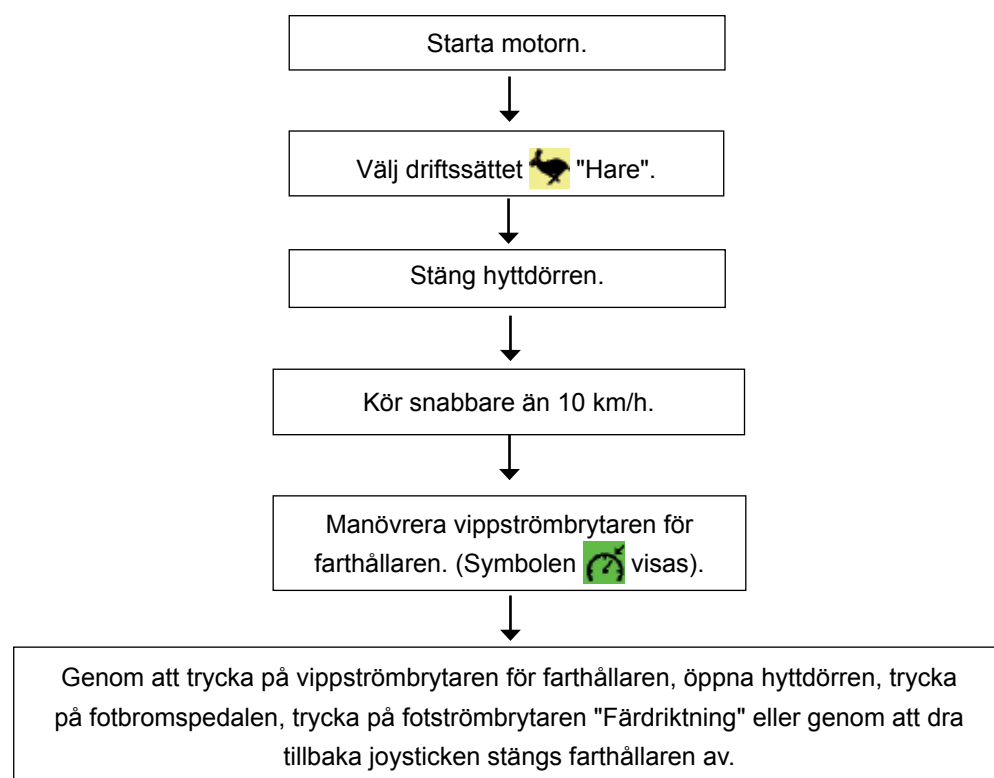 Starta motorn.
Välj driftssättet "Hare".
Stäng hyttdörren.
Kör snabbare än 10 km/h.
Manövrera vippströmbrytaren för
farthållaren. (Symbolen visas).
Genom att trycka på vippströmbrytaren för farthållaren, öppna hyttdörren, trycka
på fotbromspedalen, trycka på fotströmbrytaren "Färdriktning" eller genom att dra
tillbaka joysticken stängs farthållaren av.